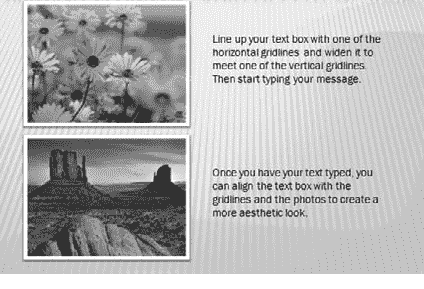 Line up your text box with one of the
horizontal gridlines and widen it to
meet one of the vertical gridlines.
Then start typing your message.
Once you have your text typed, you
can align the text box with the
gridlines and the photos to create a
more aesthetic look.